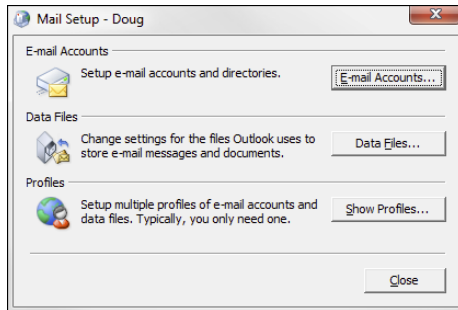 Mail Setup - Doug
E-mail Accounts
Setup e-mail accounts and directories.
E-mail Accounts...
Data Files
Change settings for the files Outlook uses to
store e-mail messages and documents.
Data Files...
Profiles
Setup multiple profiles of e-mail accounts and
data files. Typically, you only need one.
Show Profiles...
Close